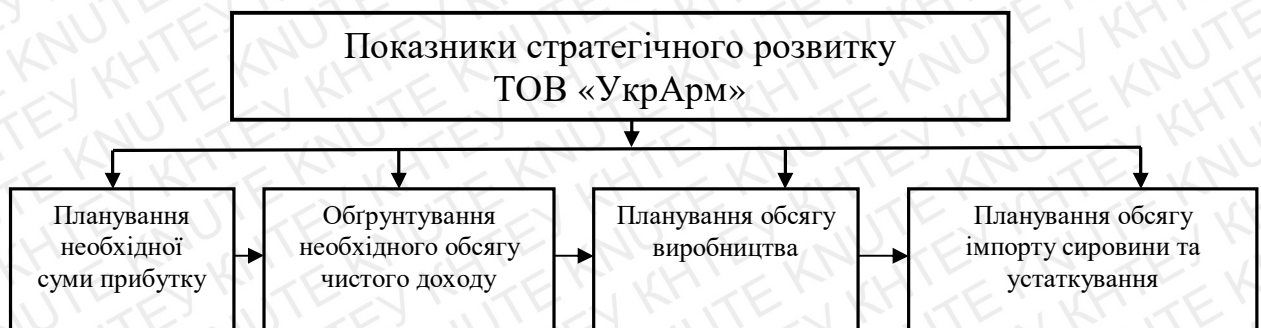 Показники стратегічного розвитку
ТОВ «УкрАрм»
Планування
необхідної
суми прибутку
Обґрунтування
необхідного обсягу
чистого доходу
Планування обсягу
виробництва
Планування обсягу
імпорту сировини та
устаткування